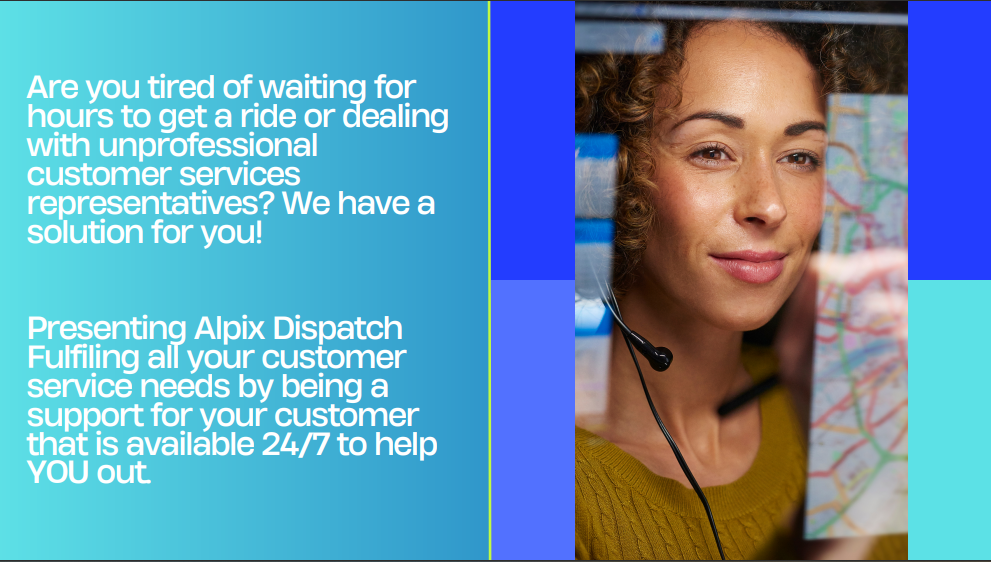 Are you tired of waiting for
hours to get a ride or dealing
with unprofessional
customer services
representatives? We have a
solution for you!
Presenting Alpix Dispatch
Fulfiling all your customer
service needs by being a
support for your customer
that is available 24/7 to help
YOU out.